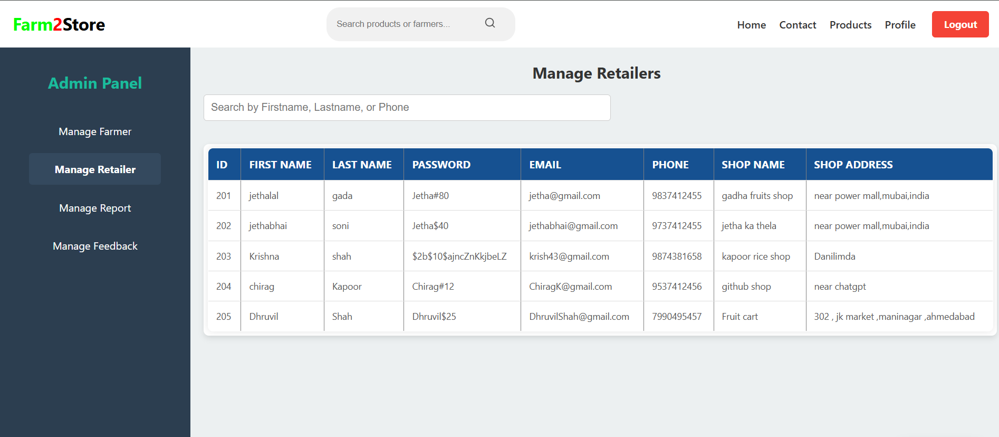 Farm2Store
Search products or farmers...
Home Contact Products Profile Logout
Admin Panel
Manage Farmer
Manage Retailer
Manage Report
Manage Feedback
Manage Retailers
Search by Firstname, Lastname, or Phone
ID FIRST NAME LAST NAME PASSWORD EMAIL PHONE SHOP NAME SHOP ADDRESS
201 jethalal gada Jetha#80 jetha@gmail.com 9837412455 gadha fruits shop near power mall,mubai,india
202 jethabhai soni Jetha$40 jethabhai@gmail.com 9737412455 jetha ka thela near power mall,mubai,india
203 Krishna shah $2b$10$ajncZnKkjbeLZ krish43@gmail.com 9874381658 kapoor rice shop Danilimda
204 chirag Kapoor Chirag#12 ChiragK@gmail.com 9537412456 github shop near chatgpt
205 Dhruvil Shah Dhruvil$25 DhruvilShah@gmail.com 7990495457 Fruit cart 302 , jk market ,maninagar ,ahmedabad